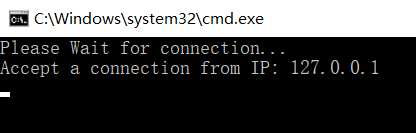 C:\Windows\system32\cmd.exe
Please Wait for connection...
Accept a connection from IP: 127.0.0.1